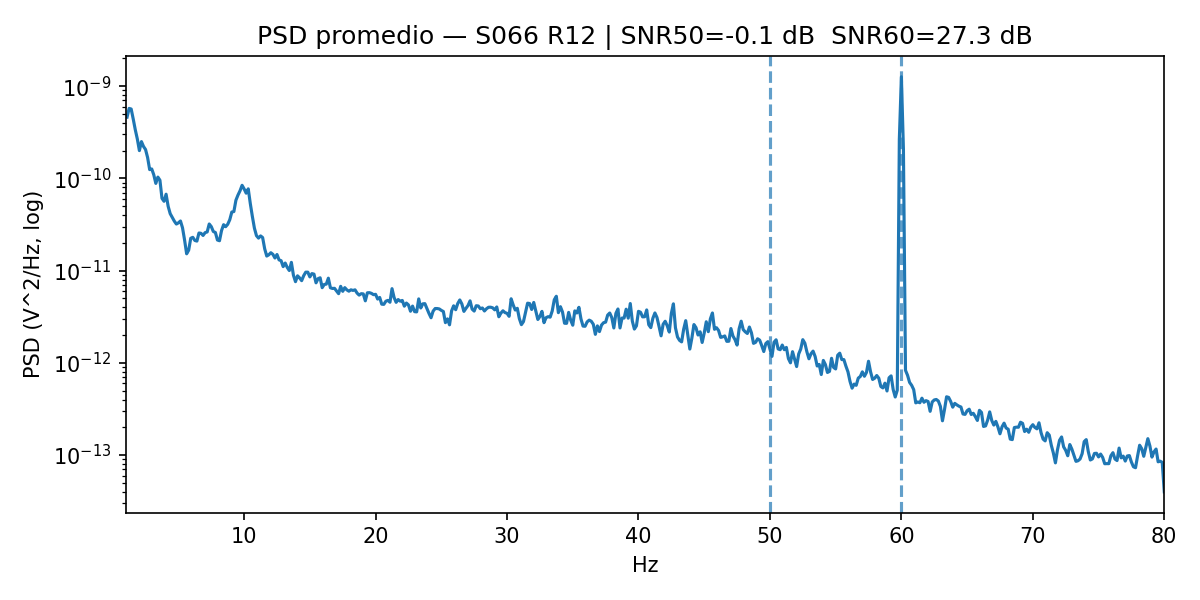 PSD promedio — S066 R12 | SNR50=-0.1 dB  SNR60=27.3 dB
PSD (V^2/Hz, log)
10⁻⁹
10⁻¹⁰
10⁻¹¹
10⁻¹²
10⁻¹³
10 20 30 40 50 60 70 80
Hz